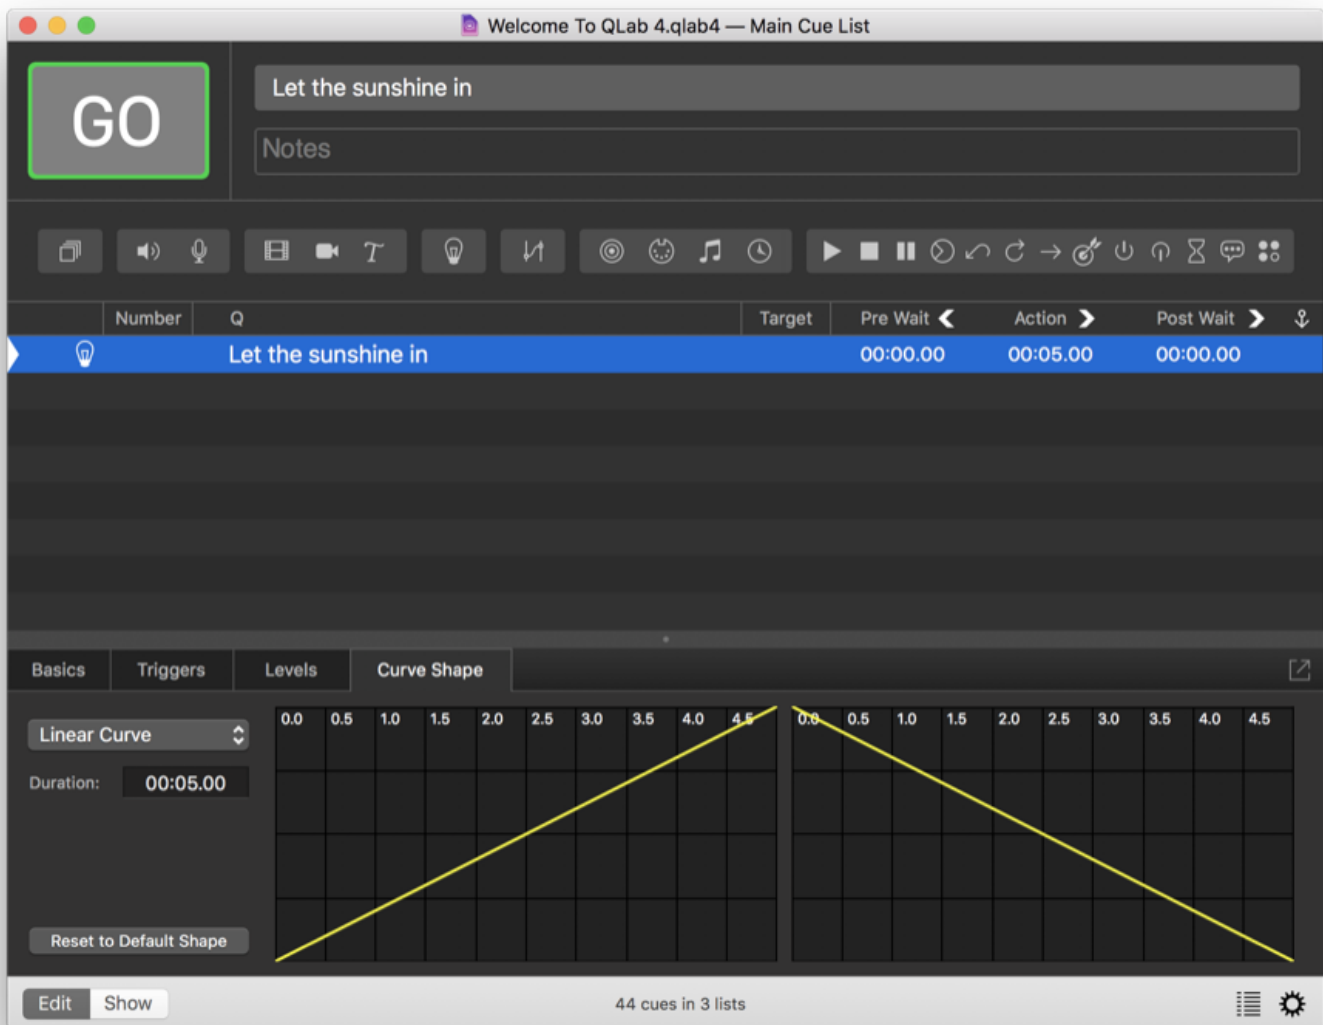 Welcome To QLab 4.qlab4 — Main Cue List
GO
Let the sunshine in
Notes
Number Q Target Pre Wait Action Post Wait
Let the sunshine in 00:00.00 00:05.00 00:00.00
Basics Triggers Levels Curve Shape
Linear Curve
0.0 0.5 1.0 1.5 2.0 2.5 3.0 3.5 4.0 4.5 0.0 0.5 1.0 1.5 2.0 2.5 3.0 3.5 4.0 4.5
Duration: 00:05.00
Reset to Default Shape
Edit Show 44 cues in 3 lists